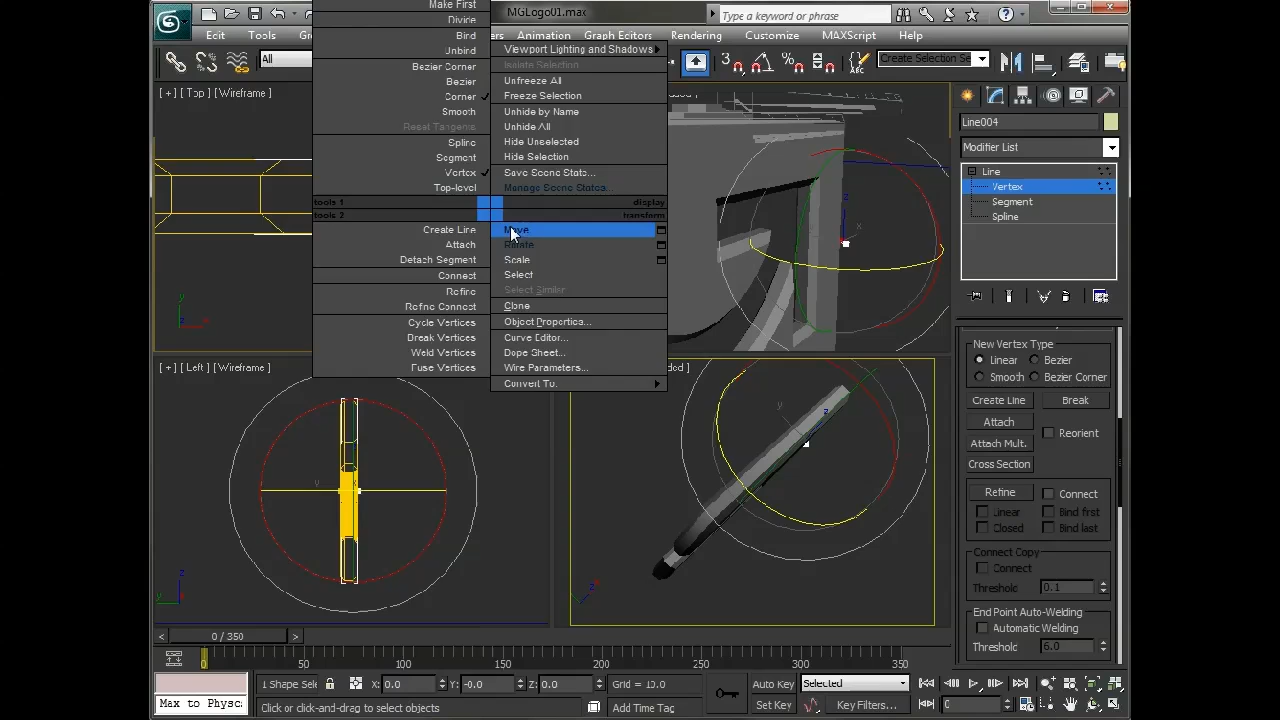 MGLogo01.max
Type a keyword or phrase
Edit
Tools
Animation
Graph Editors
Rendering
Customize
MAXScript
Help
All
Create Selection Se
[ + ] [ Top ] [ Wireframe ]
Make First
Divide
Bind
Unbind
Bezier Corner
Bezier
Corner
Smooth
Reset Tangents
Spline
Segment
Vertex
Top-level
tools 1
tools 2
Create Line
Attach
Detach Segment
Connect
Refine
Refine Connect
Cycle Vertices
Break Vertices
Weld Vertices
Fuse Vertices
Viewport Lighting and Shadows
Isolate Selection
Unfreeze All
Freeze Selection
Unhide by Name
Unhide All
Hide Unselected
Hide Selection
Save Scene State...
Manage Scene States...
display
transform
Move
Rotate
Scale
Select
Select Similar
Clone
Object Properties...
Curve Editor...
Dope Sheet...
Wire Parameters...
Convert To:
Line004
Modifier List
Line
Vertex
Segment
Spline
New Vertex Type
Linear Bezier
Smooth Bezier Corner
Create Line Break
Attach
Reorient
Attach Mult.
Cross Section
Refine Connect
Linear Bind first
Closed Bind last
Connect Copy
Connect
Threshold 0.1
End Point Auto-Welding
Automatic Welding
Threshold 6.0
[ + ] [ Left ] [ Wireframe ]
0 / 350
0 50 100 150 200 250 300 350
1 Shape Sele
X: 0.0 Y: -0.0 Z: 0.0
Grid = 10.0
Auto Key
Selected
Max to Physc
Click or click-and-drag to select objects
Add Time Tag
Set Key
Key Filters...
0